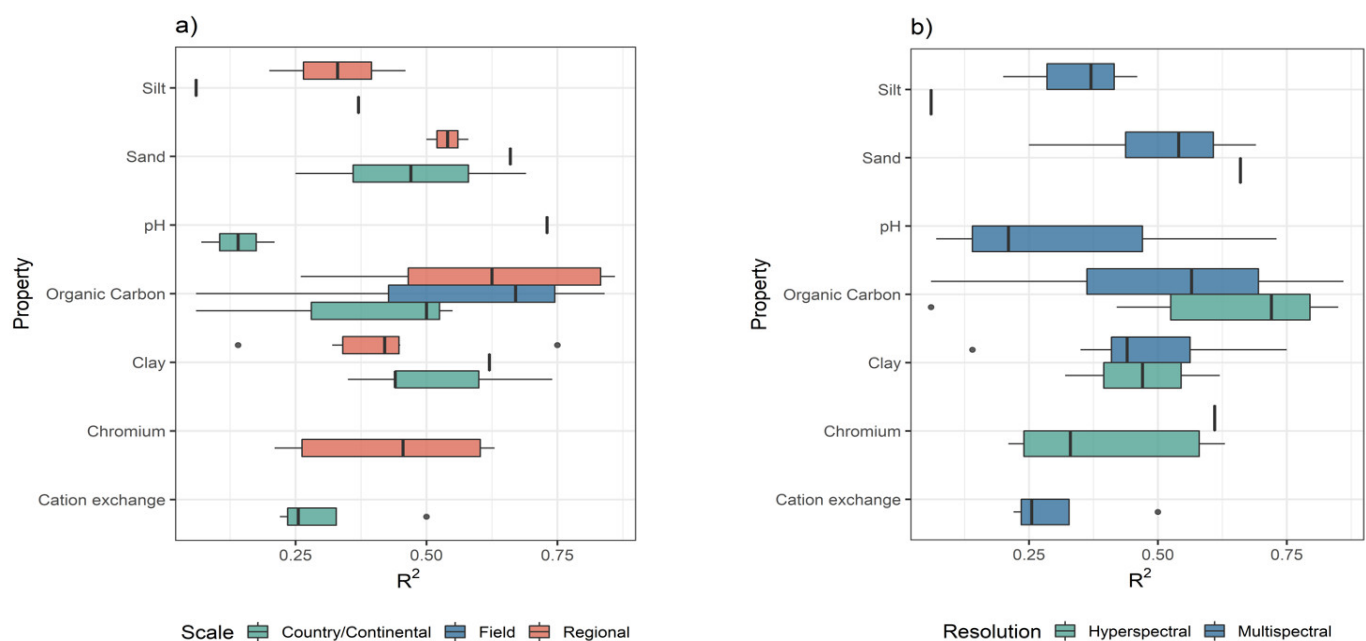 a)
Property
Silt
Sand
pH
Organic Carbon
Clay
Chromium
Cation exchange
0.25 0.50 0.75
R²
Scale Country/Continental Field Regional
b)
Property
Silt
Sand
pH
Organic Carbon
Clay
Chromium
Cation exchange
0.25 0.50 0.75
R²
Resolution Hyperspectral Multispectral